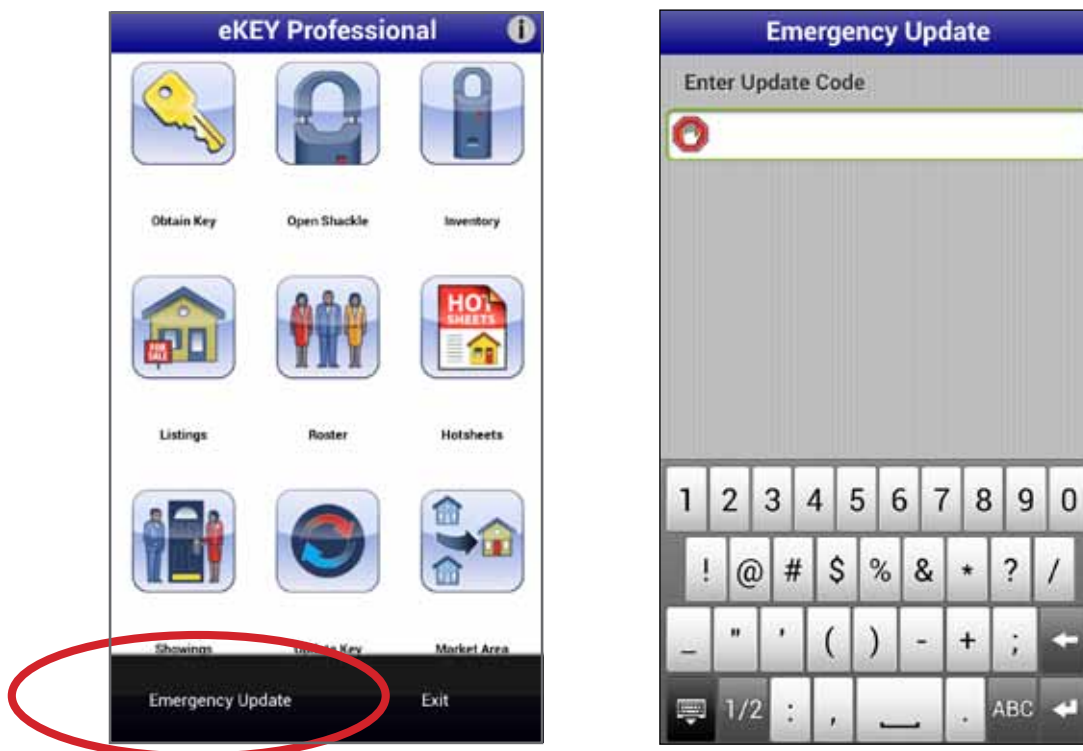 eKEY Professional i
Obtain Key Open Shackle Inventory
FOR SALE
HOT SHEETS
Listings Roster Hotsheets
Showings Update Key Market Area
Emergency Update Exit
Emergency Update
Enter Update Code
1 2 3 4 5 6 7 8 9 0
! @ # $ % & * ? /
_ " ' ( ) - + ;
1/2 : , . ABC